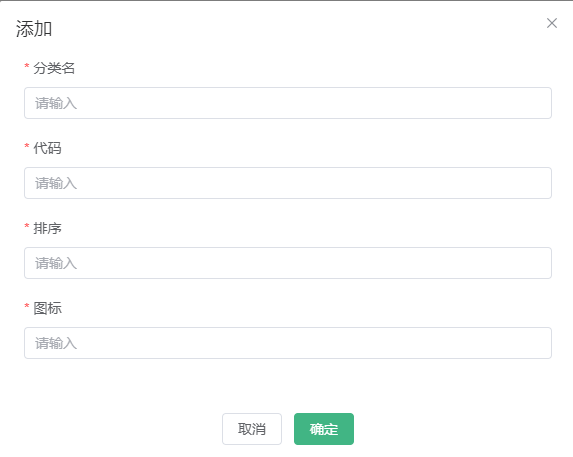 添加
* 分类名
请输入
* 代码
请输入
* 排序
请输入
* 图标
请输入
取消 确定